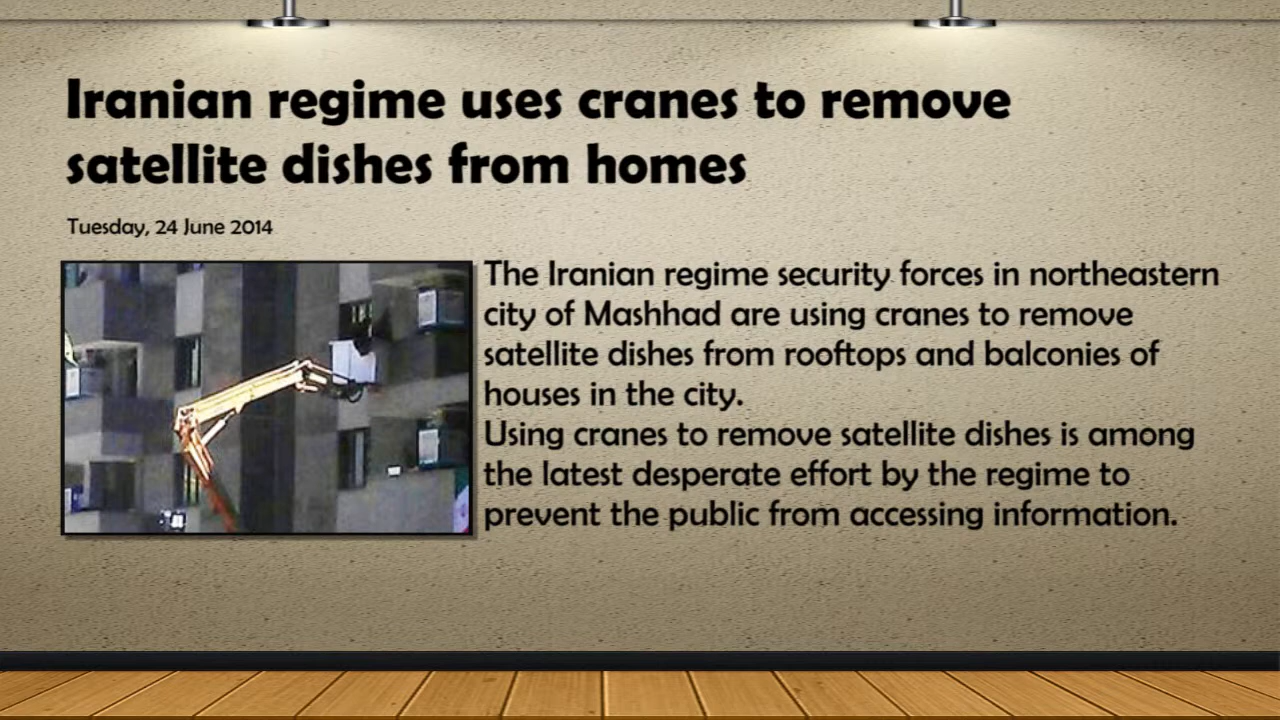 Iranian regime uses cranes to remove
satellite dishes from homes
Tuesday, 24 June 2014
The Iranian regime security forces in northeastern
city of Mashhad are using cranes to remove
satellite dishes from rooftops and balconies of
houses in the city.
Using cranes to remove satellite dishes is among
the latest desperate effort by the regime to
prevent the public from accessing information.